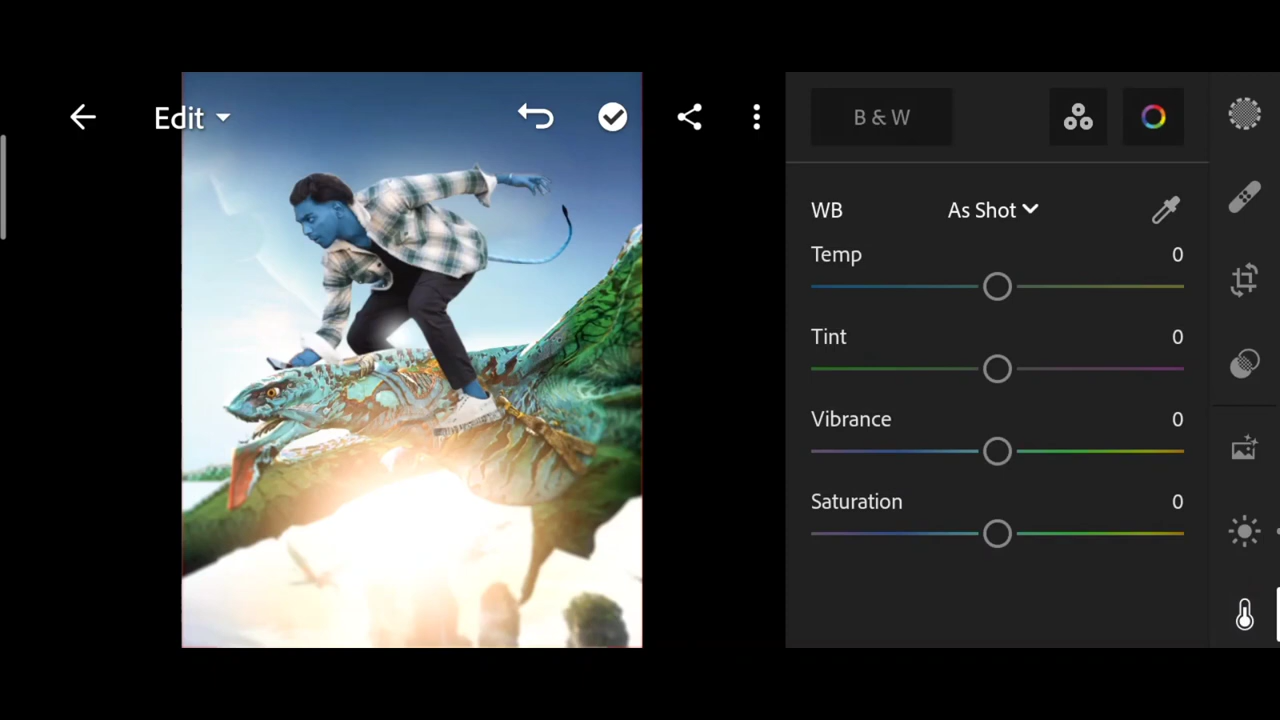 Edit
B & W
WB As Shot
Temp 0
Tint 0
Vibrance 0
Saturation 0